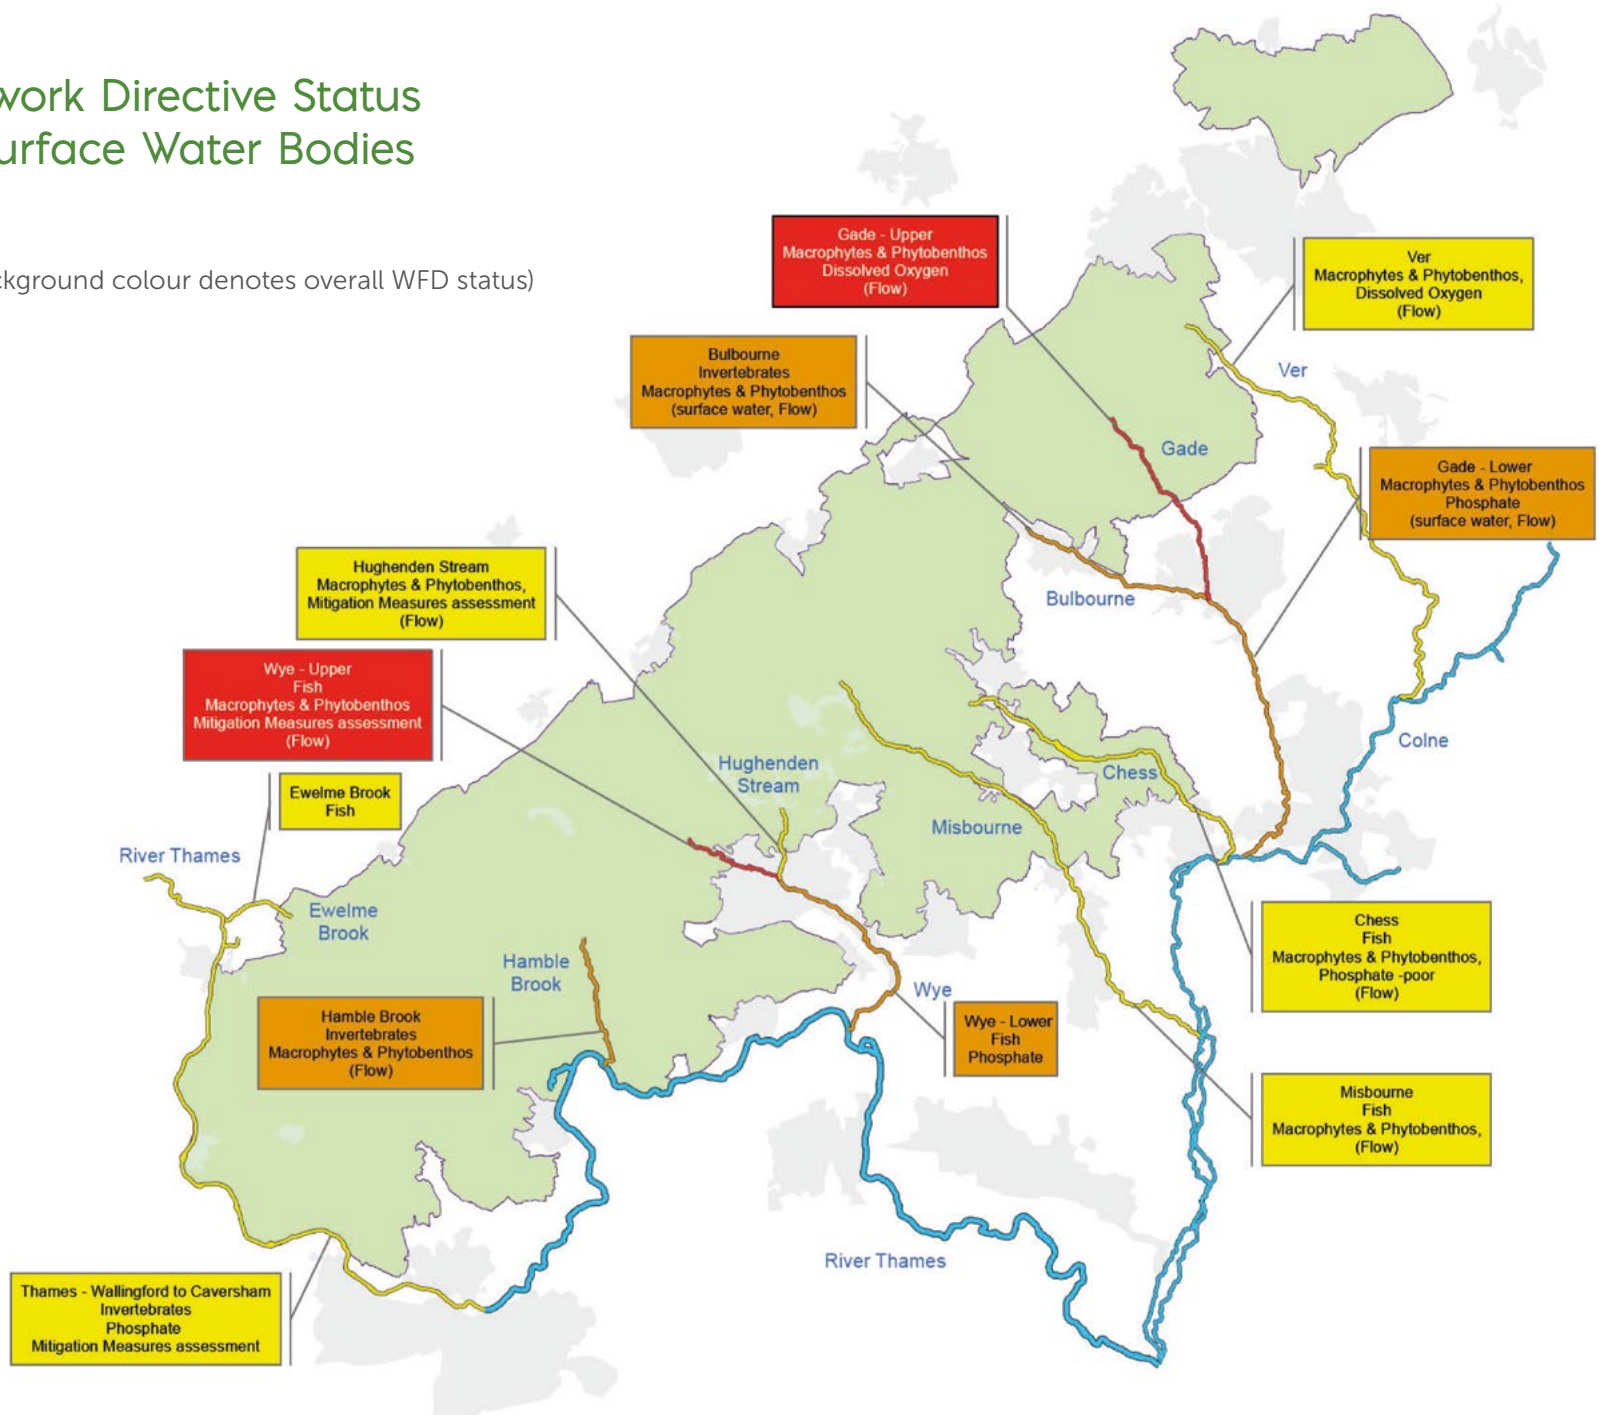 work Directive Status
urface Water Bodies
ckground colour denotes overall WFD status)
Gade - Upper
Macrophytes & Phytobenthos
Dissolved Oxygen
(Flow)
Ver
Macrophytes & Phytobenthos,
Dissolved Oxygen
(Flow)
Bulbourne
Invertebrates
Macrophytes & Phytobenthos
(surface water, Flow)
Ver
Gade
Gade - Lower
Macrophytes & Phytobenthos
Phosphate
(surface water, Flow)
Hughenden Stream
Macrophytes & Phytobenthos,
Mitigation Measures assessment
(Flow)
Bulbourne
Wye - Upper
Fish
Macrophytes & Phytobenthos
Mitigation Measures assessment
(Flow)
Colne
Hughenden
Stream
Chess
Ewelme Brook
Fish
Misbourne
River Thames
Ewelme
Brook
Hamble
Brook
Wye
Chess
Fish
Macrophytes & Phytobenthos,
Phosphate -poor
(Flow)
Hamble Brook
Invertebrates
Macrophytes & Phytobenthos
(Flow)
Wye - Lower
Fish
Phosphate
Misbourne
Fish
Macrophytes & Phytobenthos,
(Flow)
River Thames
Thames - Wallingford to Caversham
Invertebrates
Phosphate
Mitigation Measures assessment